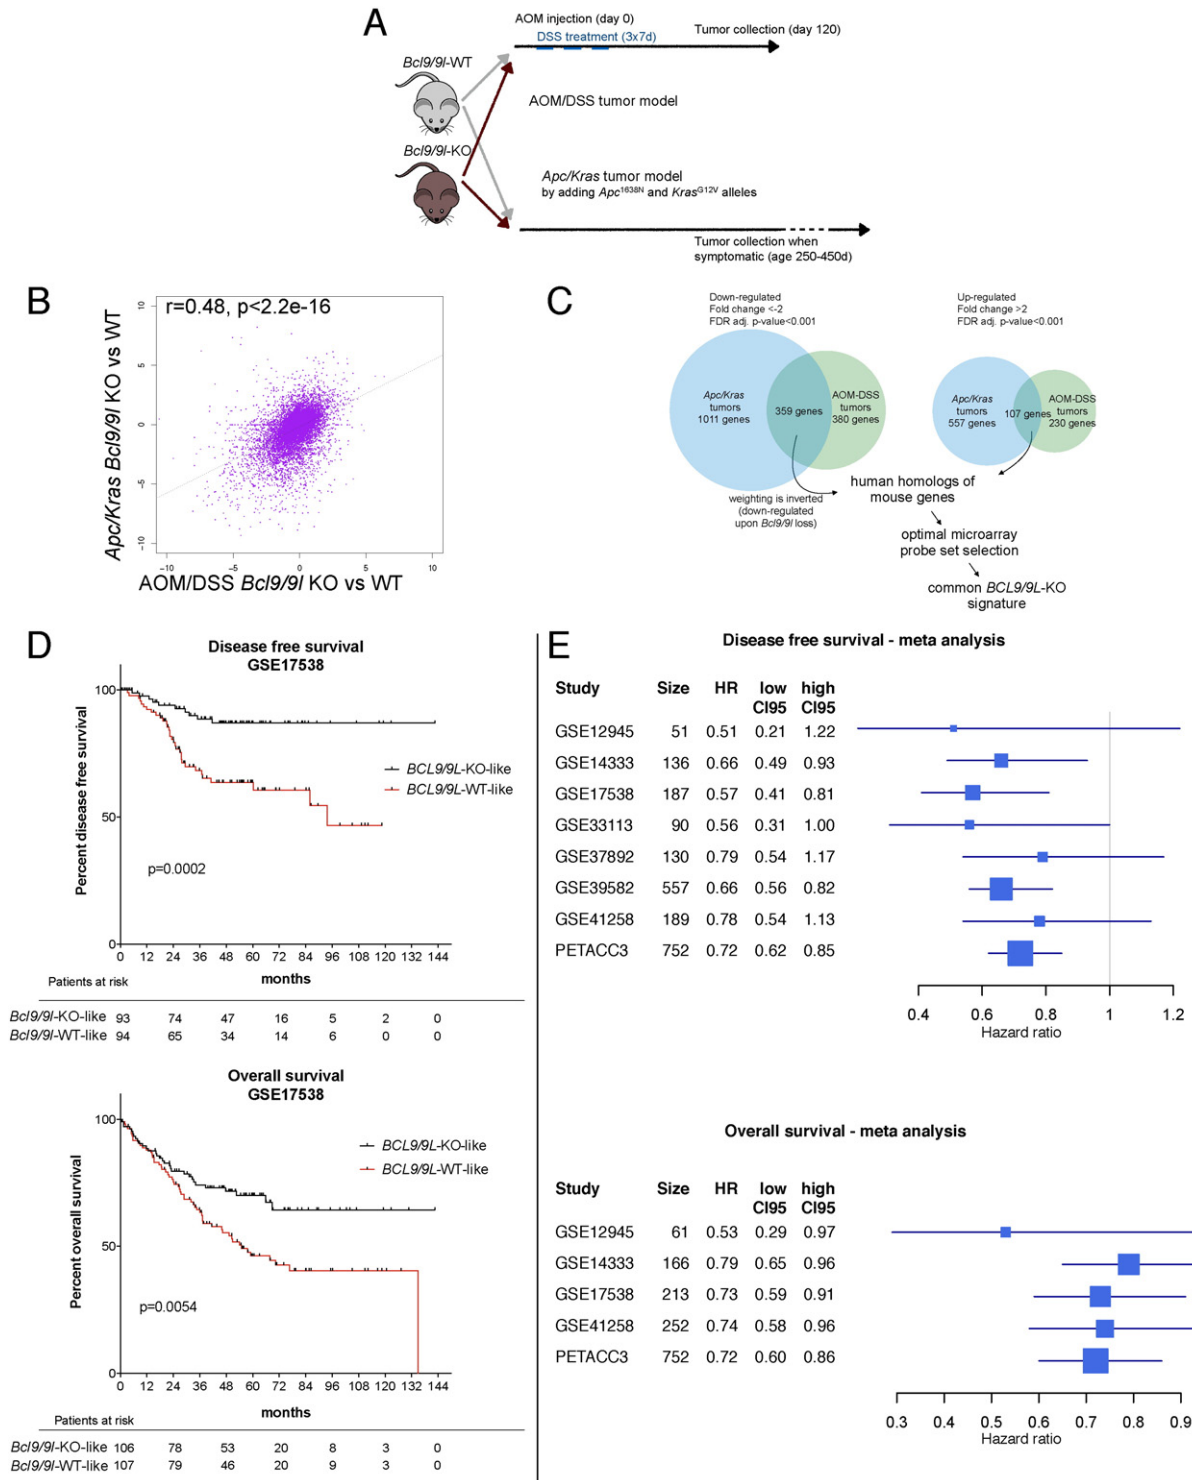 A
AOM injection (day 0)
DSS treatment (3x7d)
Tumor collection (day 120)
Bcl9/9l-WT
AOM/DSS tumor model
Bcl9/9l-KO
Apc/Kras tumor model
by adding Apc1638N and KrasG12V alleles
Tumor collection when
symptomatic (age 250-450d)
B
r=0.48, p<2.2e-16
Apc/Kras Bcl9/9l KO vs WT
10
5
0
−5
−10
−10 −5 0 5 10
AOM/DSS Bcl9/9l KO vs WT
C
Down-regulated
Fold change <-2
FDR adj. p-value<0.001
Up-regulated
Fold change >2
FDR adj. p-value<0.001
Apc/Kras
tumors
1011 genes
359 genes
AOM-DSS
tumors
380 genes
Apc/Kras
tumors
557 genes
107 genes
AOM-DSS
tumors
230 genes
weighting is inverted
(down-regulated
upon Bcl9/9l loss)
human homologs of
mouse genes
optimal microarray
probe set selection
common BCL9/9L-KO
signature
D
Disease free survival
GSE17538
Percent disease free survival
100
50
0
BCL9/9L-KO-like
BCL9/9L-WT-like
p=0.0002
0 12 24 36 48 60 72 84 96 108 120 132 144
months
Patients at risk
Bcl9/9l-KO-like 93 74 47 16 5 2 0
Bcl9/9l-WT-like 94 65 34 14 6 0 0
Overall survival
GSE17538
Percent overall survival
100
50
0
BCL9/9L-KO-like
BCL9/9L-WT-like
p=0.0054
0 12 24 36 48 60 72 84 96 108 120 132 144
months
Patients at risk
Bcl9/9l-KO-like 106 78 53 20 8 3 0
Bcl9/9l-WT-like 107 79 46 20 9 3 0
E
Disease free survival - meta analysis
Study Size HR low CI95 high CI95
GSE12945 51 0.51 0.21 1.22
GSE14333 136 0.66 0.49 0.93
GSE17538 187 0.57 0.41 0.81
GSE33113 90 0.56 0.31 1.00
GSE37892 130 0.79 0.54 1.17
GSE39582 557 0.66 0.56 0.82
GSE41258 189 0.78 0.54 1.13
PETACC3 752 0.72 0.62 0.85
0.4 0.6 0.8 1 1.2
Hazard ratio
Overall survival - meta analysis
Study Size HR low CI95 high CI95
GSE12945 61 0.53 0.29 0.97
GSE14333 166 0.79 0.65 0.96
GSE17538 213 0.73 0.59 0.91
GSE41258 252 0.74 0.58 0.96
PETACC3 752 0.72 0.60 0.86
0.3 0.4 0.5 0.6 0.7 0.8 0.9
Hazard ratio